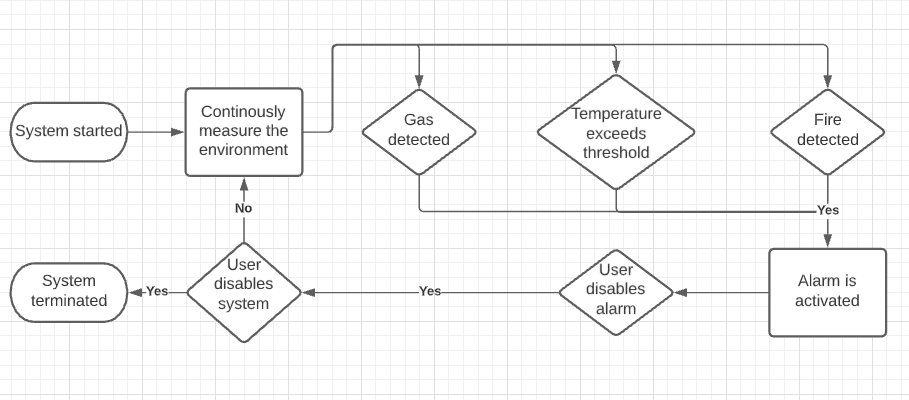 System started
Continously
measure the
environment
Gas
detected
Temperature
exceeds
threshold
Fire
detected
Yes
No
System
terminated
Yes
User
disables
system
Yes
User
disables
alarm
Alarm is
activated